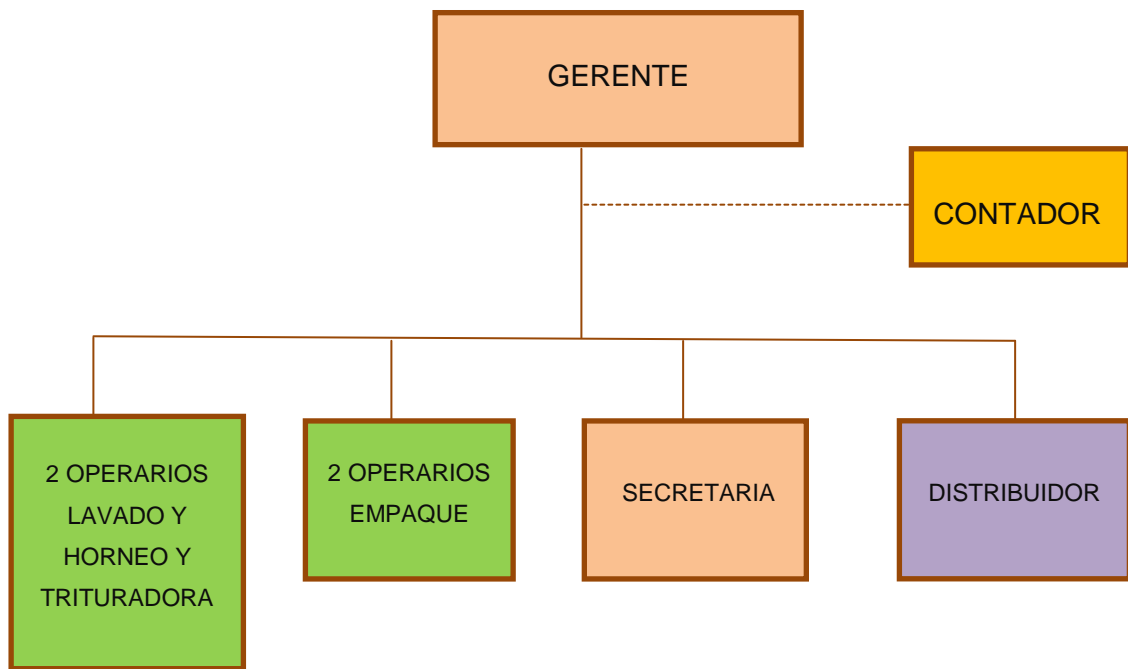 GERENTE
CONTADOR
2 OPERARIOS
LAVADO Y
HORNEO Y
TRITURADORA
2 OPERARIOS
EMPAQUE
SECRETARIA
DISTRIBUIDOR